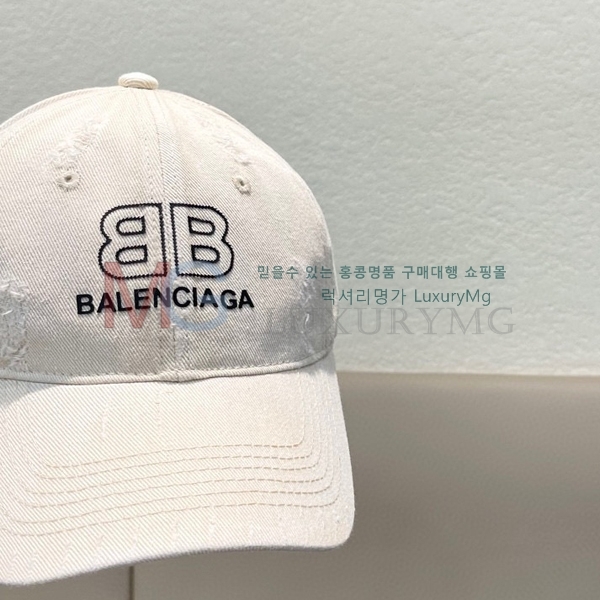 BB
BALENCIAGA
믿을수 있는 홍콩명품 구매대행 쇼핑몰
럭셔리명가 LuxuryMg
MG LUXURYMG